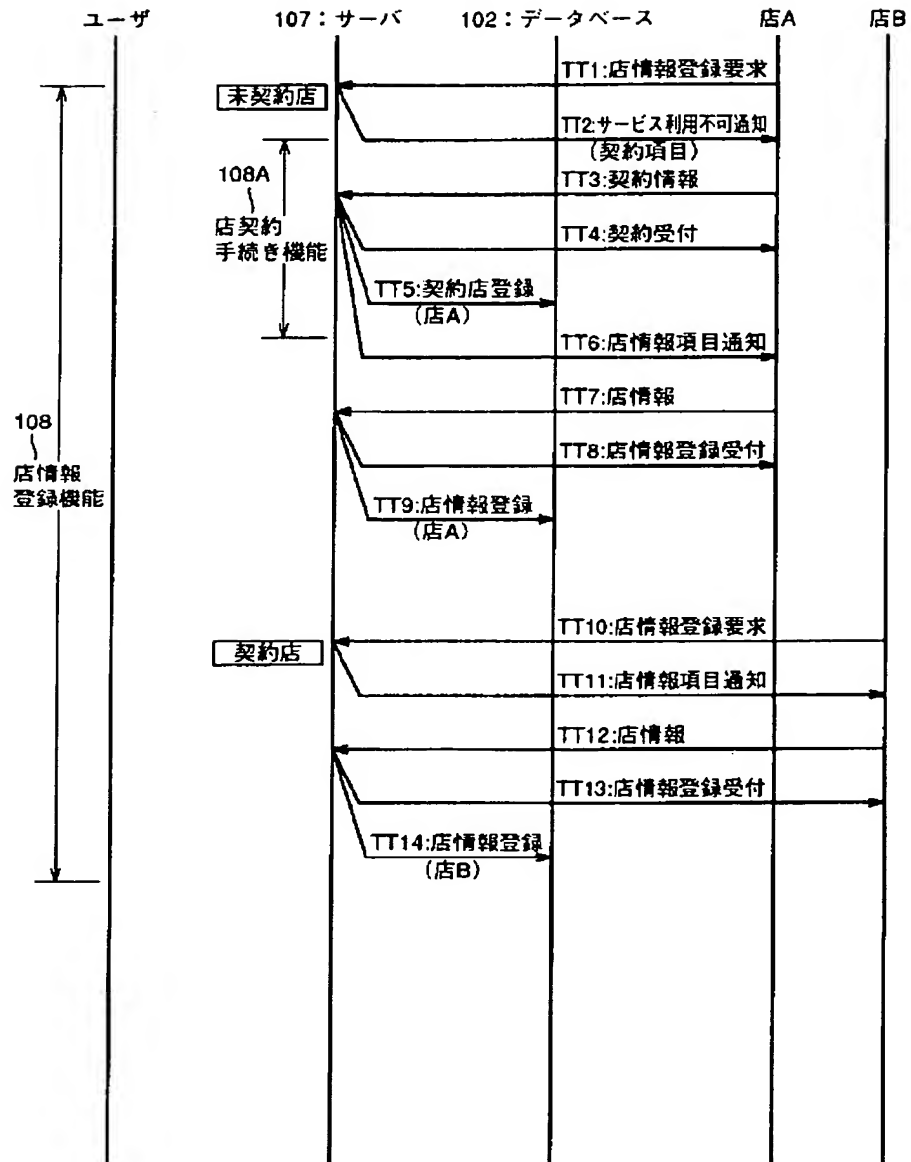 ユーザ
107：サーバ
102：データベース
店A
店B
TT1:店情報登録要求
未契約店
TT2:サービス利用不可通知
（契約項目）
108A
店契約
手続き機能
TT3:契約情報
TT4:契約受付
TT5:契約店登録
（店A）
TT6:店情報項目通知
TT7:店情報
108
店情報
登録機能
TT8:店情報登録受付
TT9:店情報登録
（店A）
TT10:店情報登録要求
契約店
TT11:店情報項目通知
TT12:店情報
TT13:店情報登録受付
TT14:店情報登録
（店B）